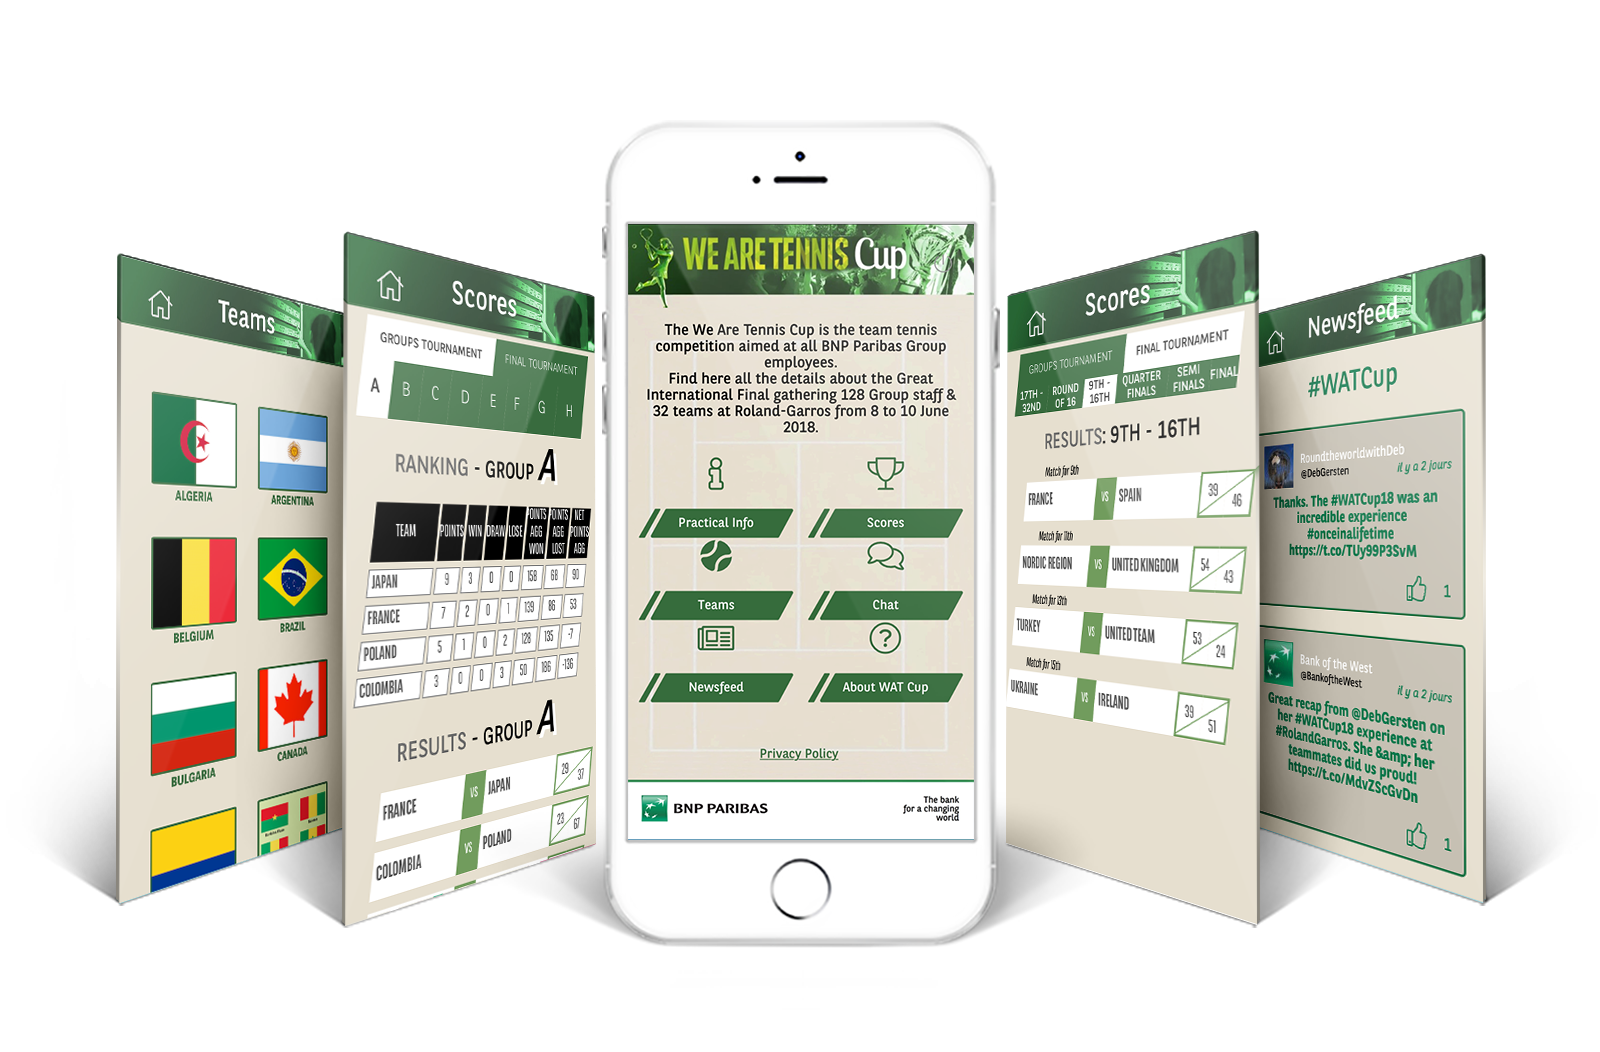 Teams
ALGERIA
ARGENTINA
BELGIUM
BRAZIL
BULGARIA
CANADA
Scores
GROUPS TOURNAMENT
FINAL TOURNAMENT
A B C D E F G H
RANKING - GROUP A
TEAM POINTS WIN DRAW LOSE POINTS AGG WON POINTS AGG LOST NET POINTS AGG
JAPAN 9 3 0 0 158 68 90
FRANCE 7 2 0 1 139 86 53
POLAND 5 1 0 2 128 135 -7
COLOMBIA 3 0 0 3 50 186 -136
RESULTS - GROUP A
FRANCE VS JAPAN 29 37
COLOMBIA VS POLAND 23 67
WE ARE TENNIS Cup
The We Are Tennis Cup is the team tennis
competition aimed at all BNP Paribas Group
employees.
Find here all the details about the Great
International Final gathering 128 Group staff &
32 teams at Roland-Garros from 8 to 10 June
2018.
Practical Info
Scores
Teams
Chat
Newsfeed
About WAT Cup
Privacy Policy
BNP PARIBAS
The bank
for a changing
world
Scores
GROUPS TOURNAMENT
FINAL TOURNAMENT
17TH - 32ND ROUND OF 16 9TH - 16TH QUARTER FINALS SEMI FINALS FINAL
RESULTS: 9TH - 16TH
Match for 9th
FRANCE VS SPAIN 39 46
Match for 11th
NORDIC REGION VS UNITED KINGDOM 54 43
Match for 13th
TURKEY VS UNITED TEAM 53 24
Match for 15th
UKRAINE VS IRELAND 39 51
Newsfeed
#WATCup
RoundtheworldwithDeb
@DebGersten
il y a 2 jours
Thanks. The #WATCup18 was an
incredible experience
#onceinalifetime
https://t.co/TUy99P3SvM
1
Bank of the West
@BankoftheWest
il y a 2 jours
Great recap from @DebGersten on
her #WATCup18 experience at
#RolandGarros. She &amp; her
teammates did us proud!
https://t.co/MdvZScGvDn
1